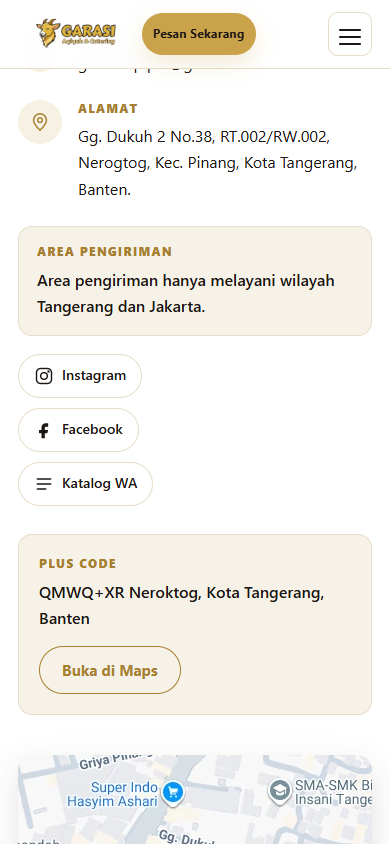 GARASI
Aqiqah & Catering
Pesan Sekarang
ALAMAT
Gg. Dukuh 2 No.38, RT.002/RW.002,
Nerogtog, Kec. Pinang, Kota Tangerang,
Banten.
AREA PENGIRIMAN
Area pengiriman hanya melayani wilayah
Tangerang dan Jakarta.
Instagram
Facebook
Katalog WA
PLUS CODE
QMWQ+XR Neroktog, Kota Tangerang,
Banten
Buka di Maps
Griya Pin
Super Indo
Hasyim Ashari
SMA-SMK Bi
Insani Tange
Gg. Duku